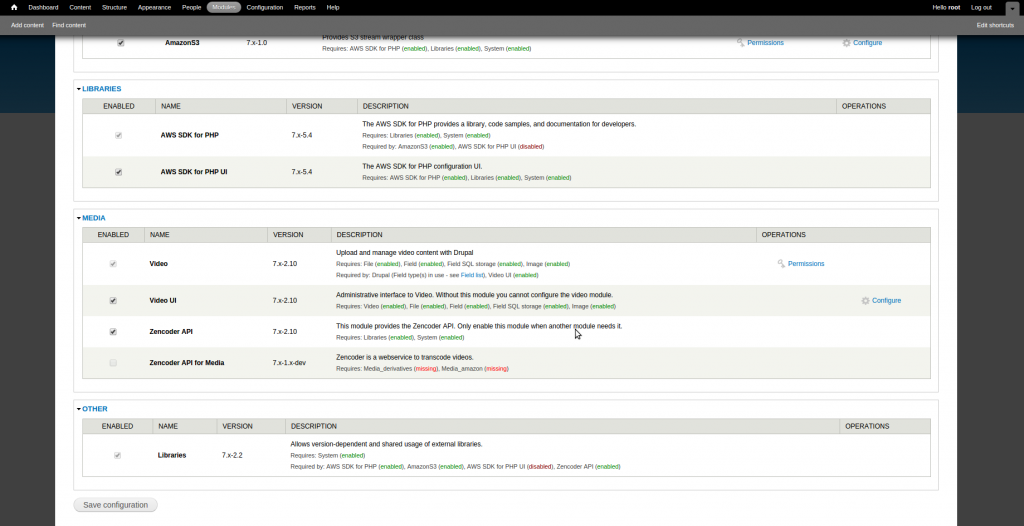 Dashboard Content Structure Appearance People Modules Configuration Reports Help Hello root Log out
Add content Find content Edit shortcuts
Provides S3 stream wrapper class
AmazonS3 7.x-1.0 Requires: AWS SDK for PHP (enabled), Libraries (enabled), System (enabled) Permissions Configure
LIBRARIES
ENABLED NAME VERSION DESCRIPTION OPERATIONS
The AWS SDK for PHP provides a library, code samples, and documentation for developers.
AWS SDK for PHP 7.x-5.4 Requires: Libraries (enabled), System (enabled)
Required by: AmazonS3 (enabled), AWS SDK for PHP UI (disabled)
The AWS SDK for PHP configuration UI.
AWS SDK for PHP UI 7.x-5.4 Requires: AWS SDK for PHP (enabled), Libraries (enabled), System (enabled)
MEDIA
ENABLED NAME VERSION DESCRIPTION OPERATIONS
Upload and manage video content with Drupal
Video 7.x-2.10 Requires: File (enabled), Field (enabled), Field SQL storage (enabled), Image (enabled) Permissions
Required by: Drupal (Field type(s) in use - see Field list), Video UI (enabled)
Administrative interface to Video. Without this module you cannot configure the video module.
Video UI 7.x-2.10 Requires: Video (enabled), File (enabled), Field (enabled), Field SQL storage (enabled), Image (enabled) Configure
This module provides the Zencoder API. Only enable this module when another module needs it.
Zencoder API 7.x-2.10 Requires: Libraries (enabled), System (enabled)
Zencoder is a webservice to transcode videos.
Zencoder API for Media 7.x-1.x-dev Requires: Media_derivatives (missing), Media_amazon (missing)
OTHER
ENABLED NAME VERSION DESCRIPTION OPERATIONS
Allows version-dependent and shared usage of external libraries.
Libraries 7.x-2.2 Requires: System (enabled)
Required by: AWS SDK for PHP (enabled), AmazonS3 (enabled), AWS SDK for PHP UI (disabled), Zencoder API (enabled)
Save configuration